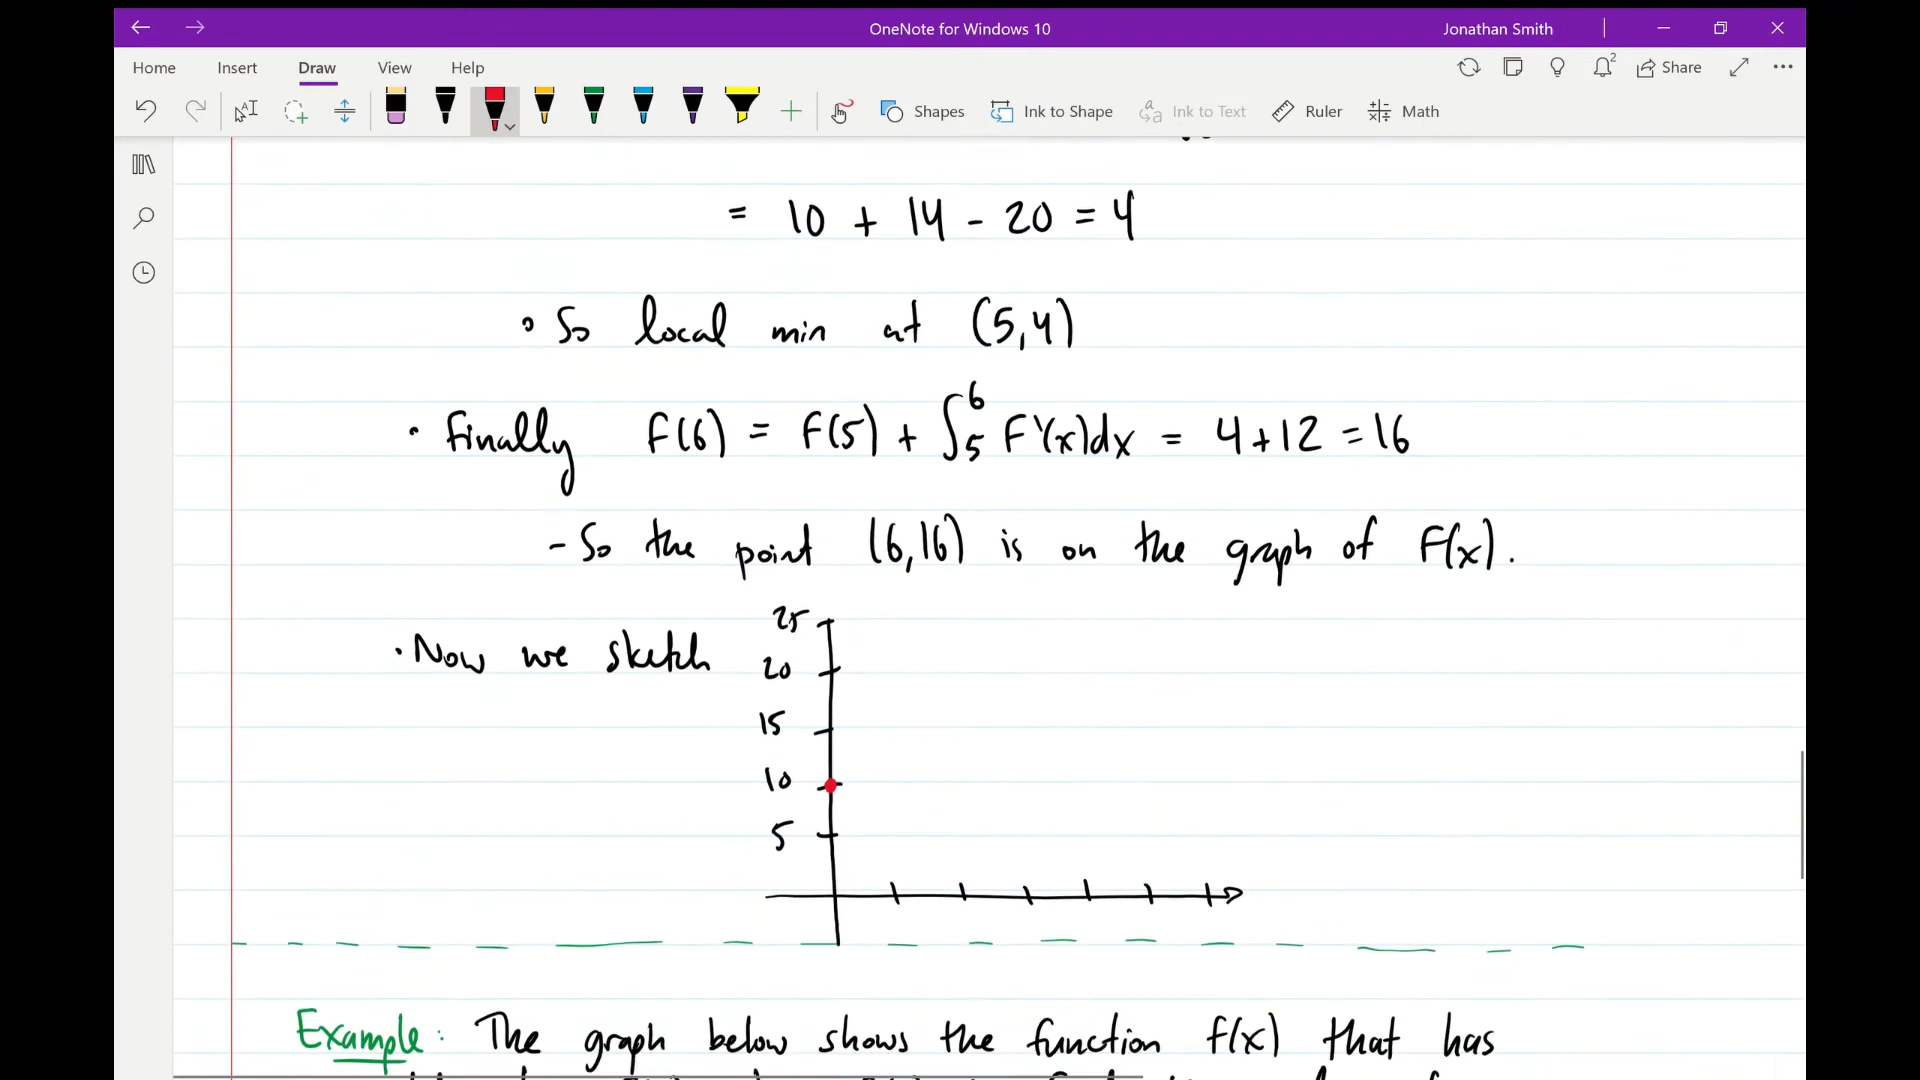 OneNote for Windows 10
Jonathan Smith
Home Insert Draw View Help
2
Share
Shapes Ink to Shape Ink to Text Ruler Math
= 10 + 14 - 20 = 4
• So local min at (5,4)
• Finally F(6) = F(5) + ∫₅⁶ F'(x)dx = 4+12 = 16
- So the point (6,16) is on the graph of F(x).
• Now we sketch
25
20
15
10
5
Example: The graph below shows the function f(x) that has